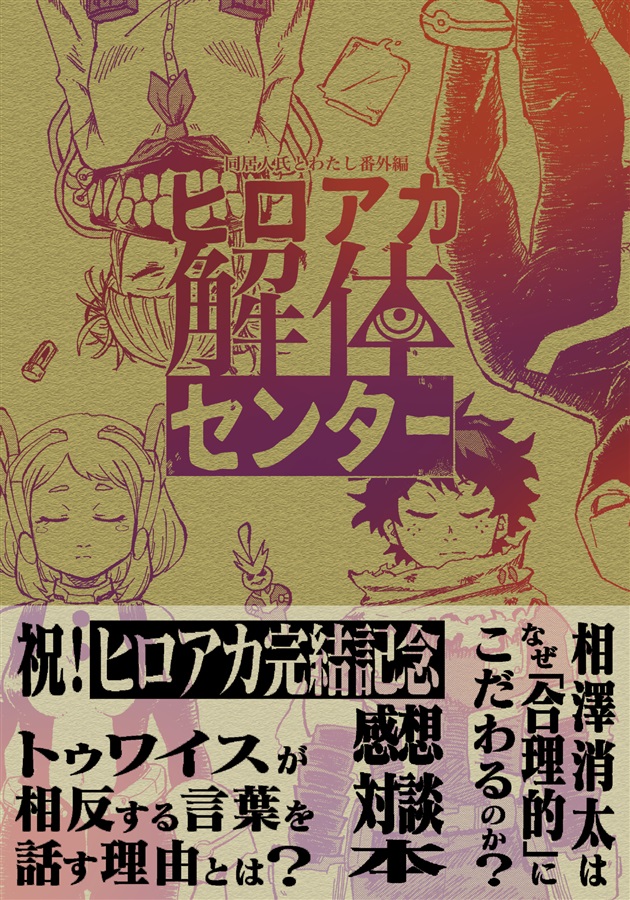 同居人氏とわたし番外編
ヒロアカ
解体
センター
相澤消太は
なぜ「合理的」に
こだわるのか?
祝!ヒロアカ完結記念
感想
対談
本
トゥワイスが
相反する言葉を
話す理由とは?